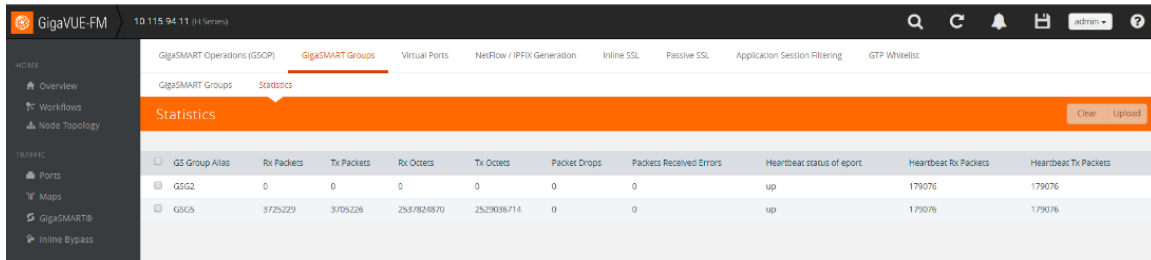 GigaVUE-FM 10.115.94.11 (H Series) admin
GigaSMART Operations (GSOP) GigaSMART Groups Virtual Ports NetFlow / IPFIX Generation Inline SSL Passive SSL Application Session Filtering GTP Whitelist
HOME
GigaSMART Groups Statistics
Overview
Workflows
Statistics Clear Upload
Node Topology
TRAFFIC
GS Group Alias Rx Packets Tx Packets Rx Octets Tx Octets Packet Drops Packets Received Errors Heartbeat status of eport Heartbeat Rx Packets Heartbeat Tx Packets
Ports
GSG2 0 0 0 0 0 0 up 179076 179076
Maps
GSG5 3725229 3705226 2537824870 2529036714 0 0 up 179076 179076
GigaSMART®
Inline Bypass